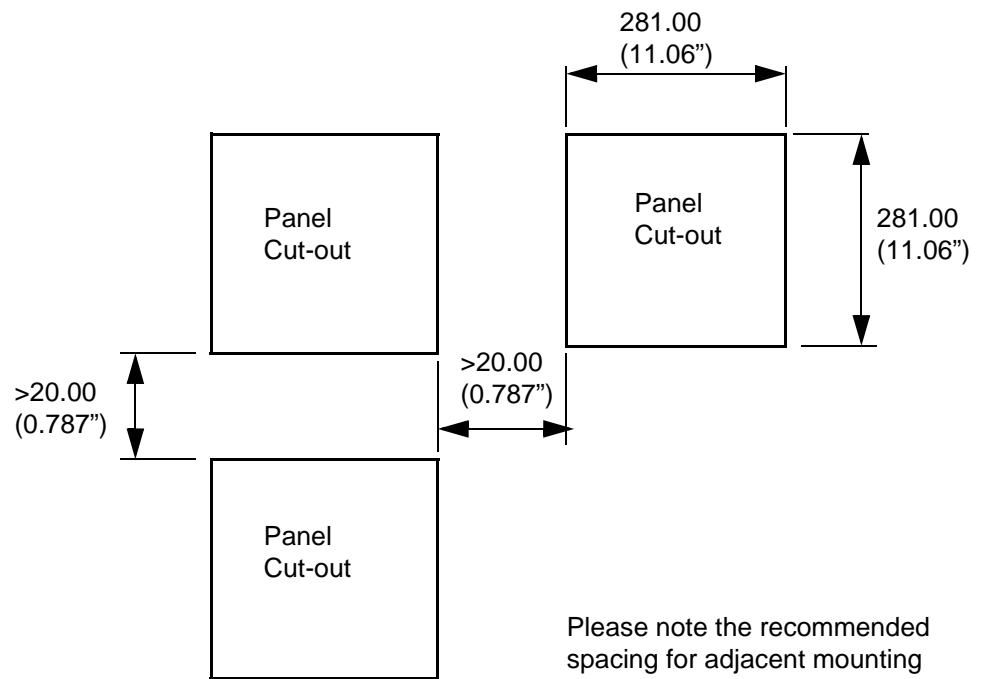 281.00
(11.06”)
Panel
Cut-out
Panel
Cut-out
281.00
(11.06”)
>20.00
(0.787”)
>20.00
(0.787”)
Panel
Cut-out
Please note the recommended
spacing for adjacent mounting